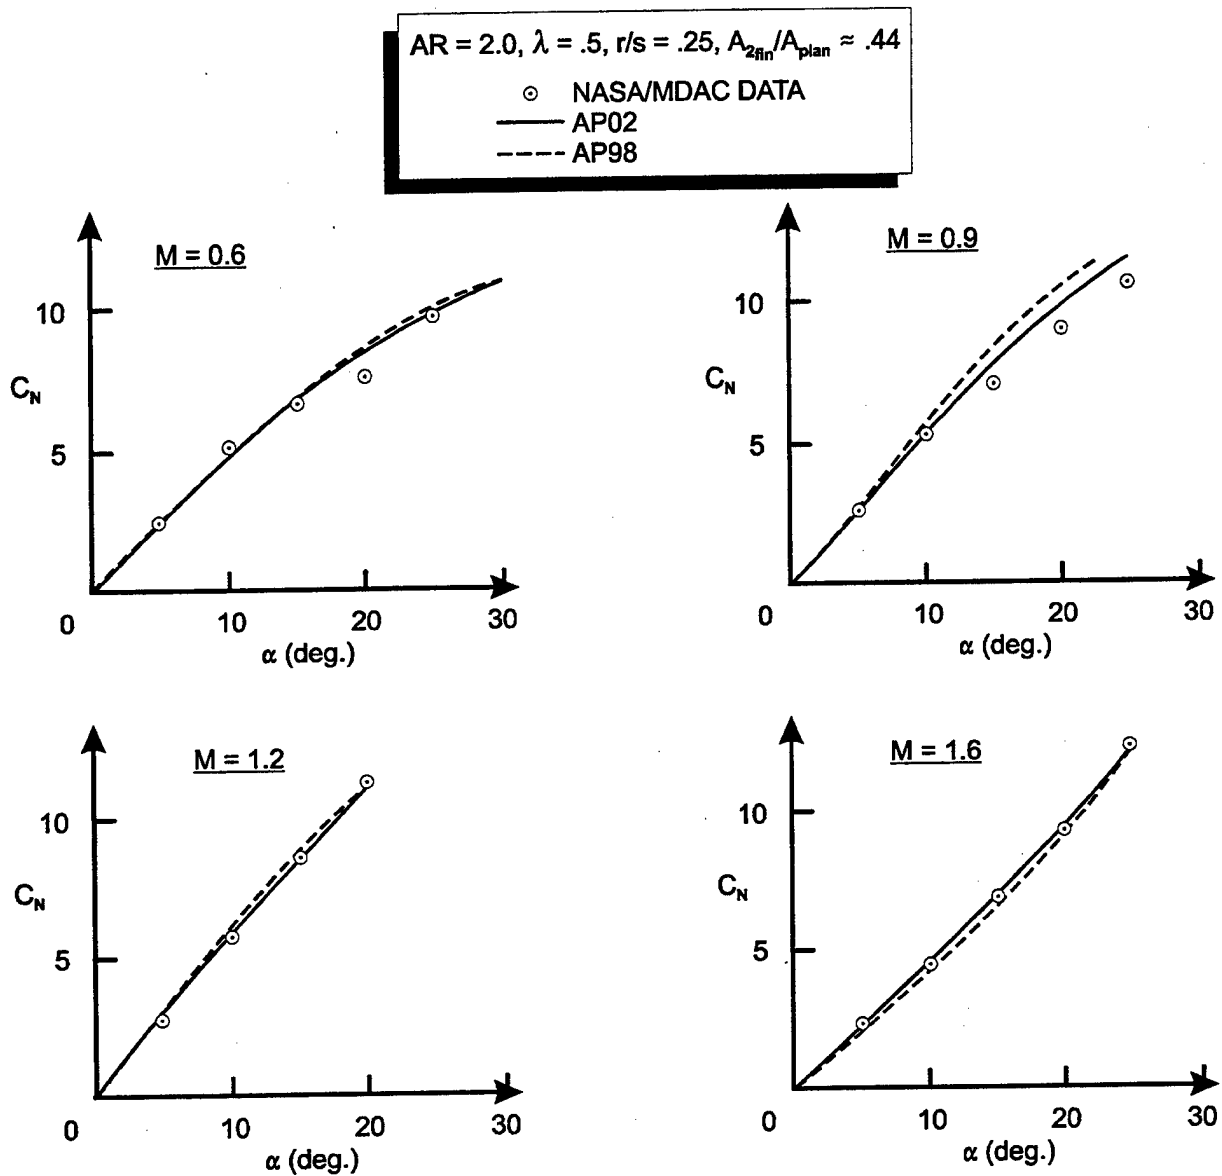 AR = 2.0, λ = .5, r/s = .25, A2fin/Aplan ≈ .44
NASA/MDAC DATA
AP02
AP98
M = 0.6
10
CN
5
0
10
20
30
α (deg.)
M = 0.9
10
CN
5
0
10
20
30
α (deg.)
M = 1.2
10
CN
5
0
10
20
30
α (deg.)
M = 1.6
10
CN
5
0
10
20
30
α (deg.)